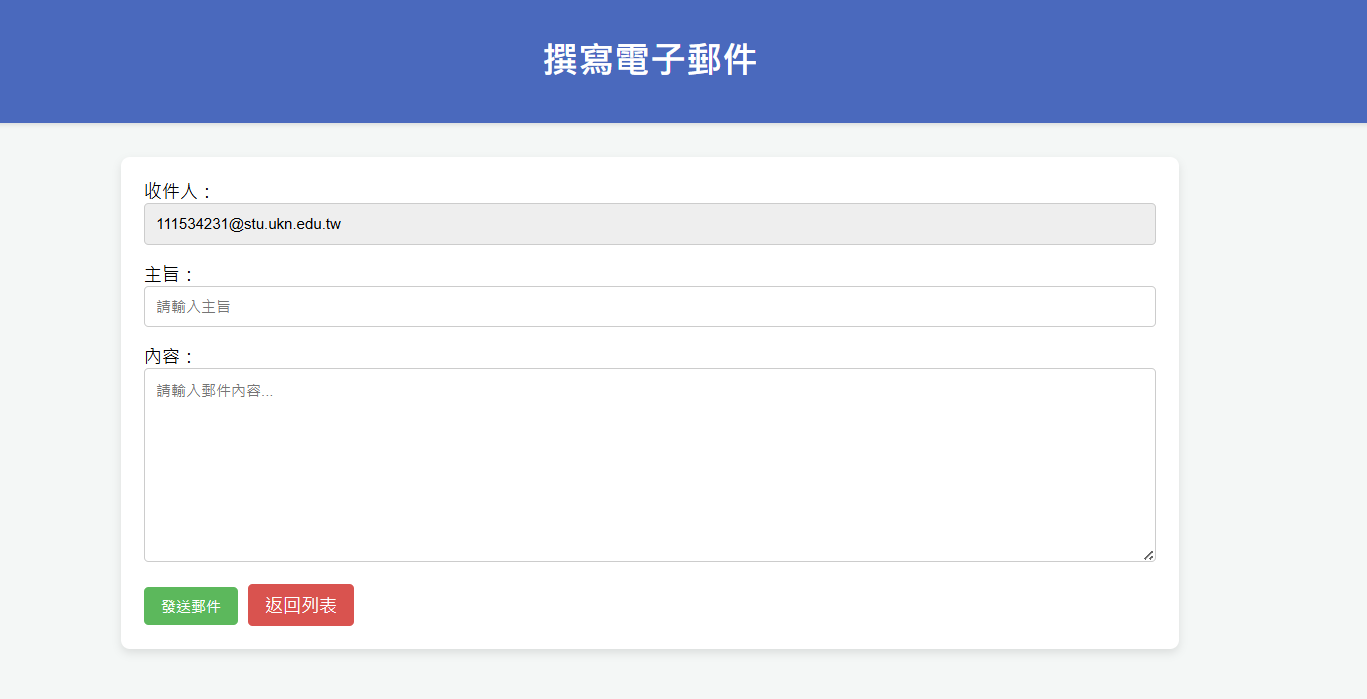 撰寫電子郵件
收件人：
111534231@stu.ukn.edu.tw
主旨：
請輸入主旨
內容：
請輸入郵件內容...
發送郵件 返回列表